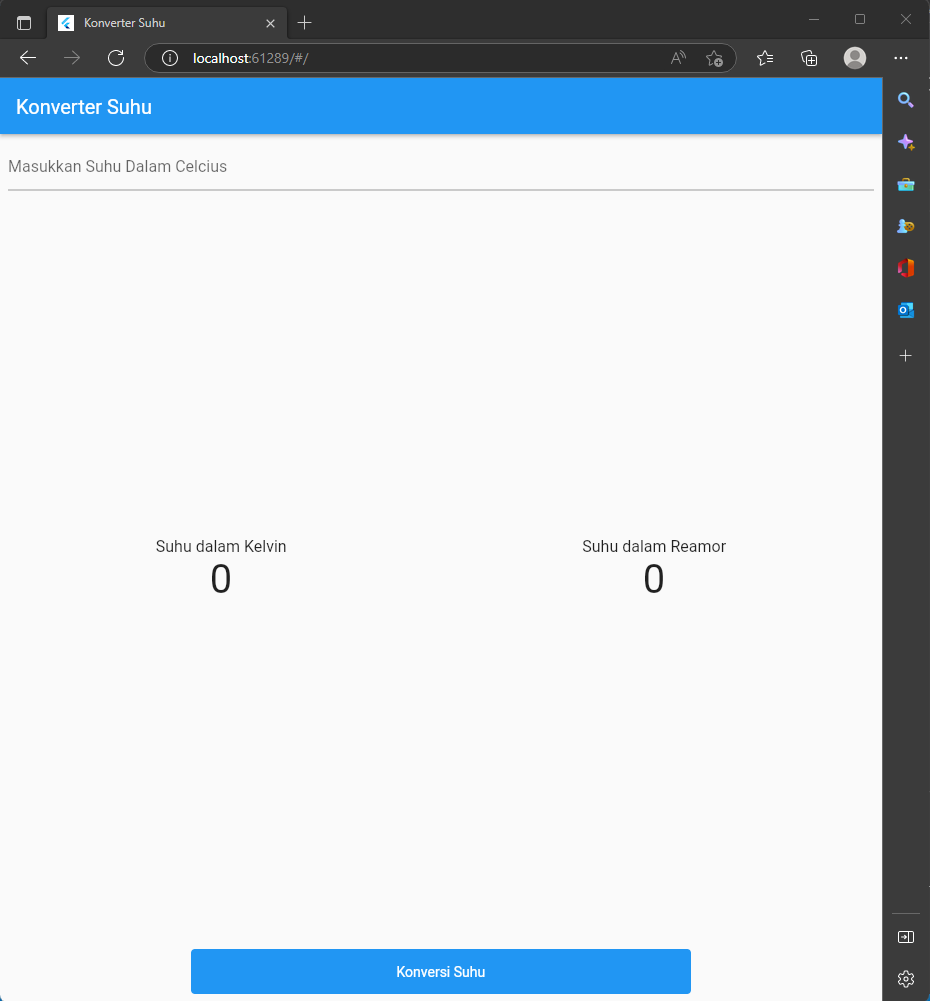 Konverter Suhu
localhost:61289/#/
Konverter Suhu
Masukkan Suhu Dalam Celcius
Suhu dalam Kelvin
0
Suhu dalam Reamor
0
Konversi Suhu